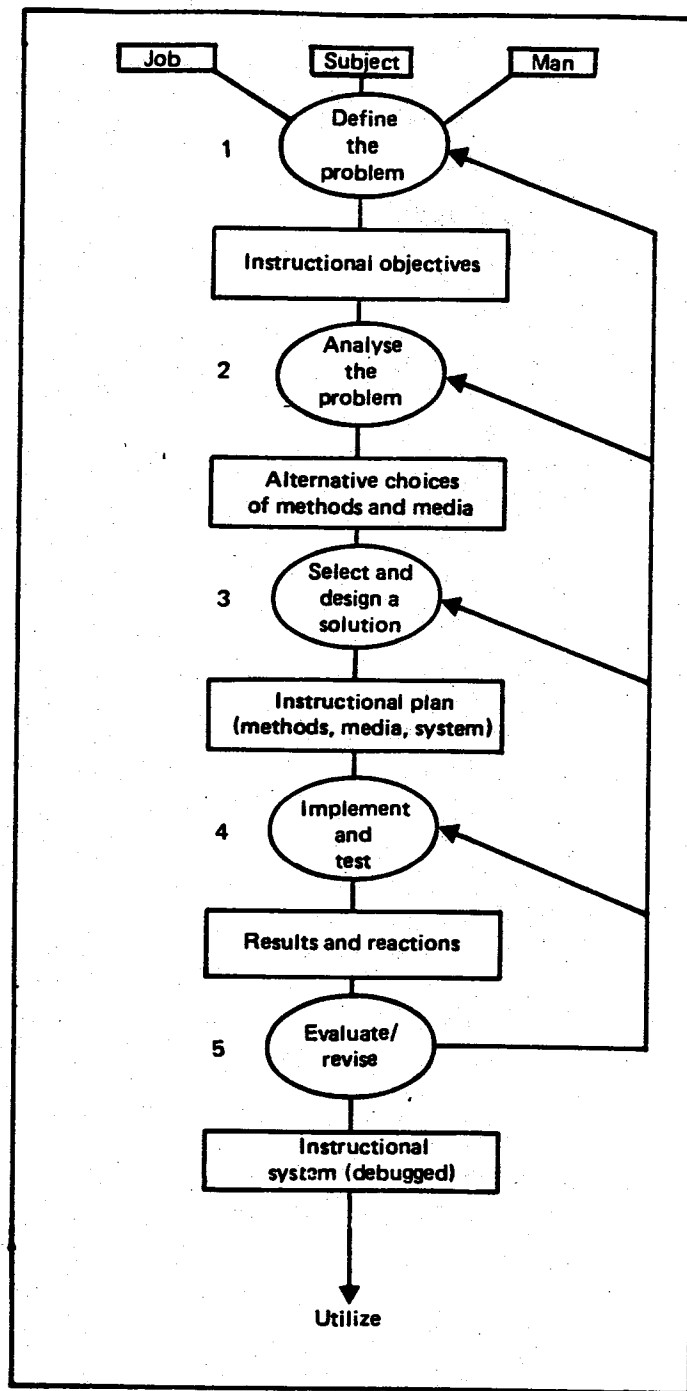 Job
Subject
Man
1
Define
the
problem
Instructional objectives
2
Analyse
the
problem
Alternative choices
of methods and media
3
Select and
design a
solution
Instructional plan
(methods, media, system)
4
Implement
and
test
Results and reactions
5
Evaluate/
revise
Instructional
system (debugged)
Utilize